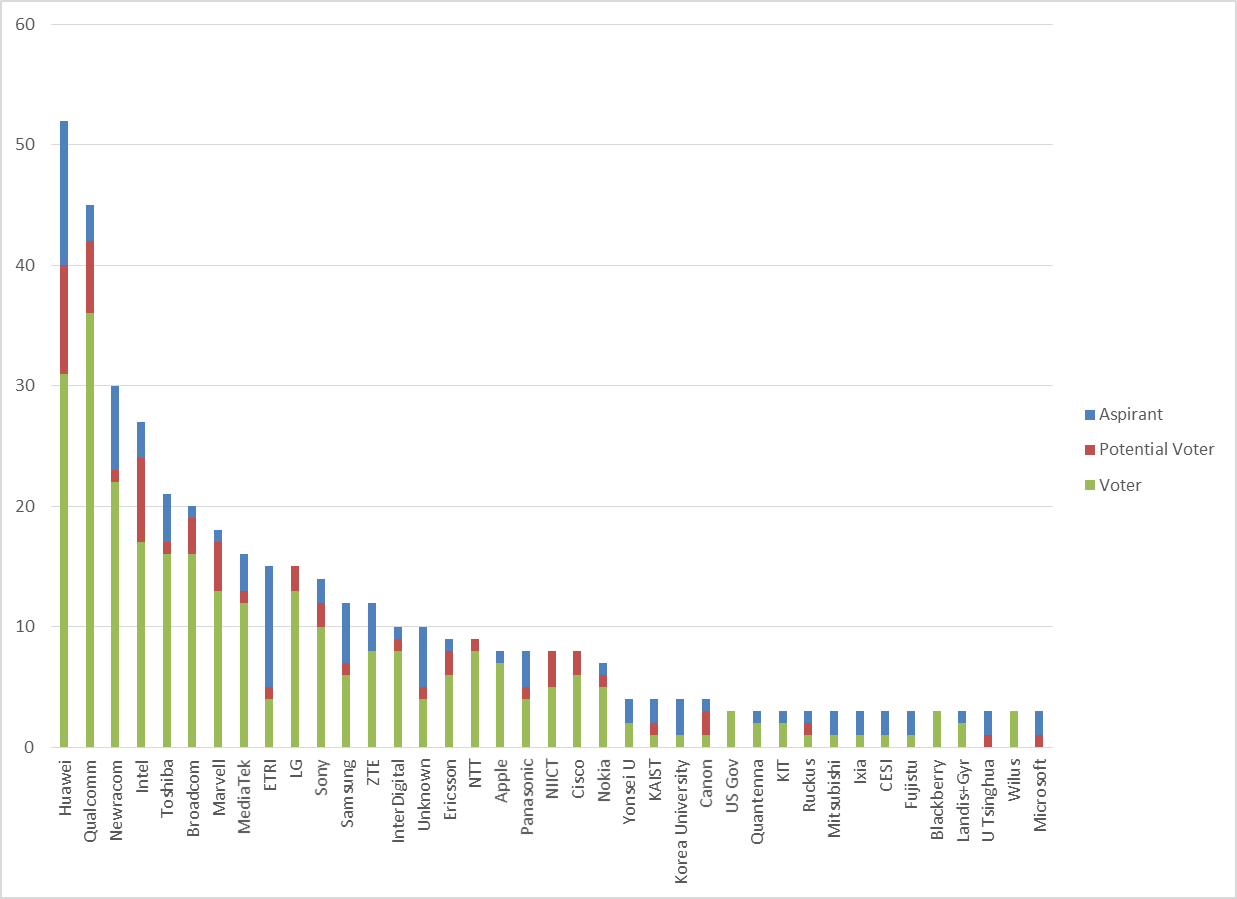 60
50
40
30
20
10
0
Huawei
Qualcomm
Newracom
Intel
Toshiba
Broadcom
Marvell
MediaTek
ETRI
LG
Sony
Samsung
ZTE
InterDigital
Unknown
Ericsson
NTT
Apple
Panasonic
NIICT
Cisco
Nokia
Yonsei U
KAIST
Korea University
Canon
US Gov
Quantenna
KIT
Ruckus
Mitsubishi
Ixia
CESI
Fujistu
Blackberry
Landis+Gyr
U Tsinghua
Wilus
Microsoft
Aspirant
Potential Voter
Voter